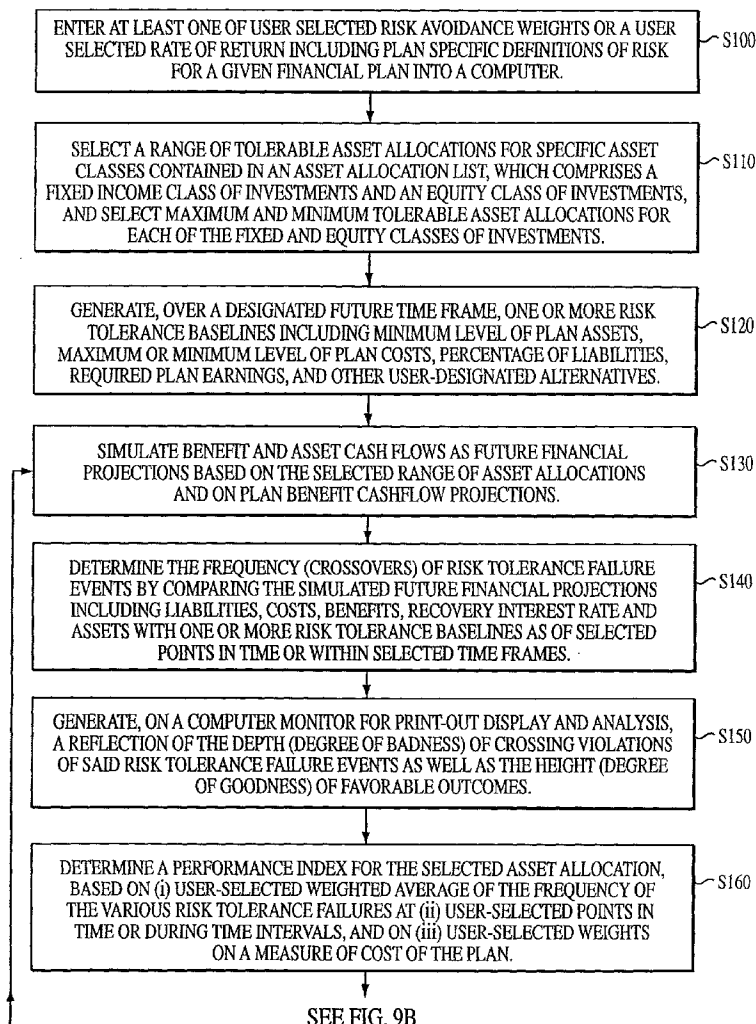 ENTER AT LEAST ONE OF USER SELECTED RISK AVOIDANCE WEIGHTS OR A USER
SELECTED RATE OF RETURN INCLUDING PLAN SPECIFIC DEFINITIONS OF RISK
FOR A GIVEN FINANCIAL PLAN INTO A COMPUTER.
S100
SELECT A RANGE OF TOLERABLE ASSET ALLOCATIONS FOR SPECIFIC ASSET
CLASSES CONTAINED IN AN ASSET ALLOCATION LIST, WHICH COMPRISES A
FIXED INCOME CLASS OF INVESTMENTS AND AN EQUITY CLASS OF INVESTMENTS,
AND SELECT MAXIMUM AND MINIMUM TOLERABLE ASSET ALLOCATIONS FOR
EACH OF THE FIXED AND EQUITY CLASSES OF INVESTMENTS.
S110
GENERATE, OVER A DESIGNATED FUTURE TIME FRAME, ONE OR MORE RISK
TOLERANCE BASELINES INCLUDING MINIMUM LEVEL OF PLAN ASSETS,
MAXIMUM OR MINIMUM LEVEL OF PLAN COSTS, PERCENTAGE OF LIABILITIES,
REQUIRED PLAN EARNINGS, AND OTHER USER-DESIGNATED ALTERNATIVES.
S120
SIMULATE BENEFIT AND ASSET CASH FLOWS AS FUTURE FINANCIAL
PROJECTIONS BASED ON THE SELECTED RANGE OF ASSET ALLOCATIONS
AND ON PLAN BENEFIT CASHFLOW PROJECTIONS.
S130
DETERMINE THE FREQUENCY (CROSSOVERS) OF RISK TOLERANCE FAILURE
EVENTS BY COMPARING THE SIMULATED FUTURE FINANCIAL PROJECTIONS
INCLUDING LIABILITIES, COSTS, BENEFITS, RECOVERY INTEREST RATE AND
ASSETS WITH ONE OR MORE RISK TOLERANCE BASELINES AS OF SELECTED
POINTS IN TIME OR WITHIN SELECTED TIME FRAMES.
S140
GENERATE, ON A COMPUTER MONITOR FOR PRINT-OUT DISPLAY AND ANALYSIS,
A REFLECTION OF THE DEPTH (DEGREE OF BADNESS) OF CROSSING VIOLATIONS
OF SAID RISK TOLERANCE FAILURE EVENTS AS WELL AS THE HEIGHT (DEGREE
OF GOODNESS) OF FAVORABLE OUTCOMES.
S150
DETERMINE A PERFORMANCE INDEX FOR THE SELECTED ASSET ALLOCATION,
BASED ON (i) USER-SELECTED WEIGHTED AVERAGE OF THE FREQUENCY OF
THE VARIOUS RISK TOLERANCE FAILURES AT (ii) USER-SELECTED POINTS IN
TIME OR DURING TIME INTERVALS, AND ON (iii) USER-SELECTED WEIGHTS
ON A MEASURE OF COST OF THE PLAN.
S160
SEE FIG. 9B